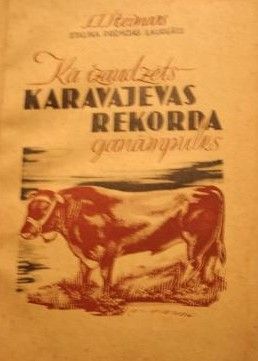 STAĻINA PRĒMIJAS LAUREĀTS
Kā izaudzēts
KARAVAJEVAS
REKORDA
ganāmpulks